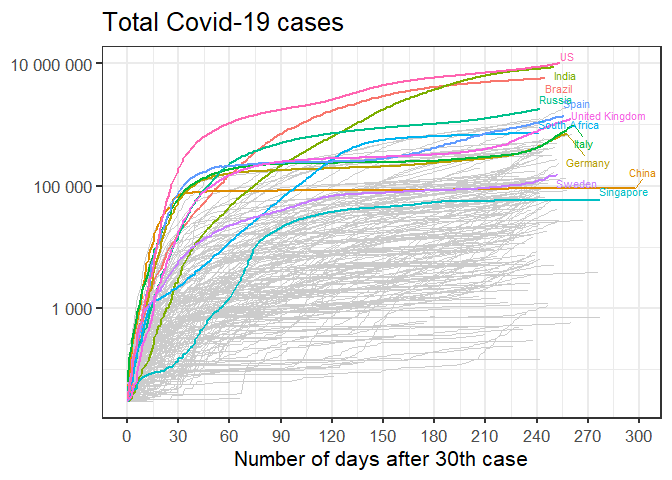 Total Covid-19 cases
10 000 000
100 000
1 000
US
India
Brazil
Russia
Spain
United Kingdom
South Africa
Italy
Germany
China
Sweden
Singapore
0 30 60 90 120 150 180 210 240 270 300
Number of days after 30th case